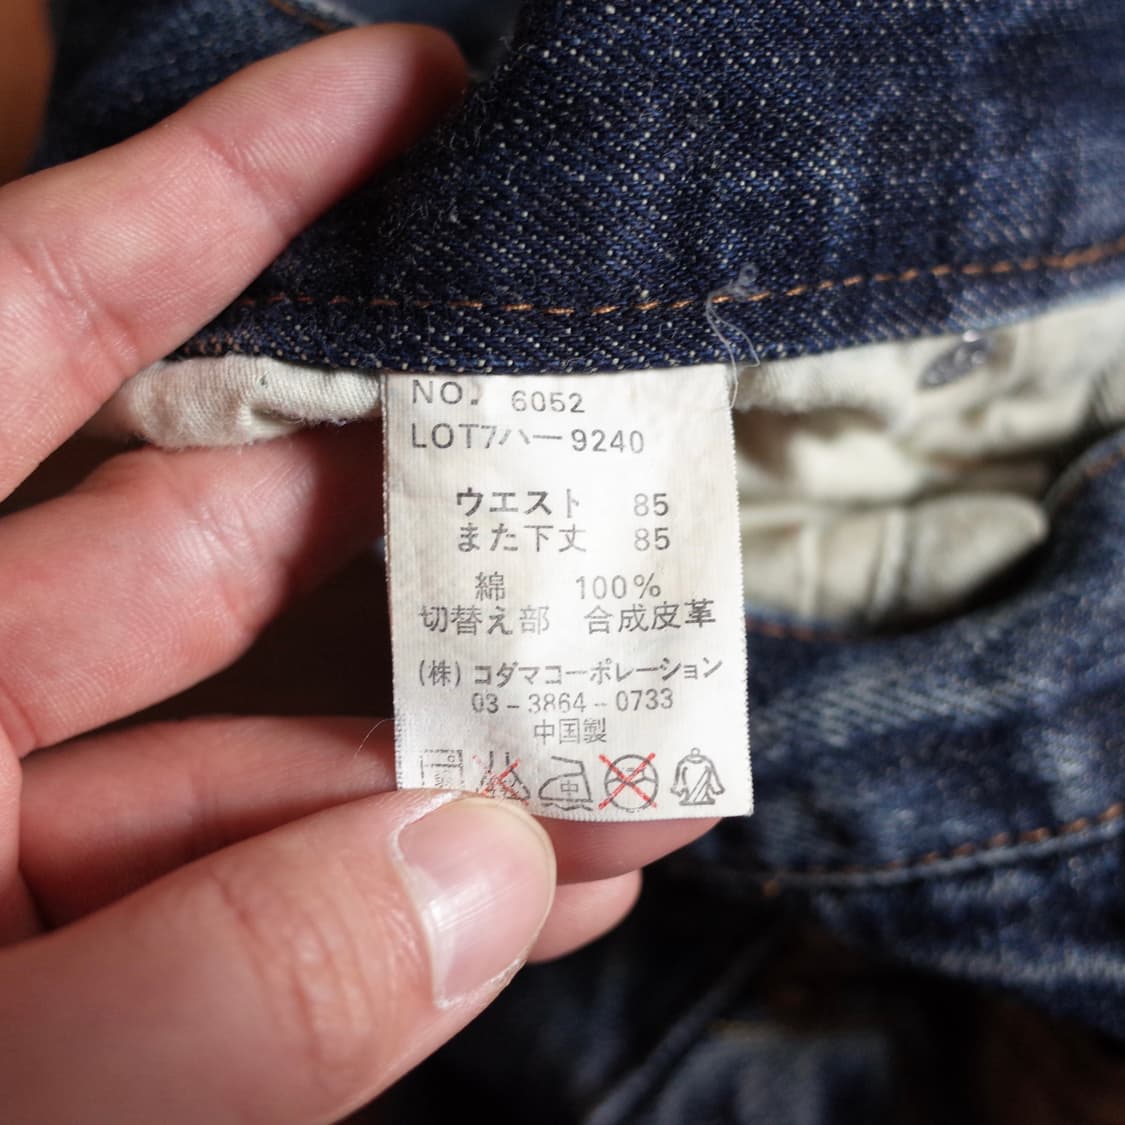 NO. 6052
LOT7ハー9240
ウエスト 85
また下丈 85
綿 100%
切替え部 合成皮革
(株) コダマコーポレーション
03-3864-0733
中国製
中